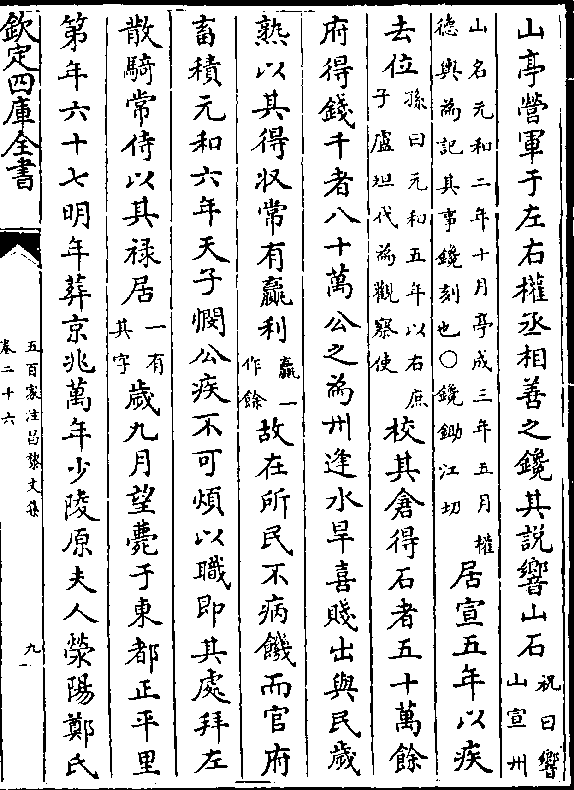 山亭營軍于左右權丞相善之鑱其說響山石祝曰響山宣州
山名元和二年十月亭成三年五月權德輿為記其事鑱刻也〇鑱鋤江切居宣五年以疾
去位孫曰元和五年以右庶子盧坦代為觀察使校其倉得石者五十萬餘
府得錢千者八十萬公之為州逢水旱喜賤出與民歲
熟以其得収常有贏利贏一作餘故在所民不病饑而官府
畜積元和六年天子憫公疾不可煩以職即其處拜左
散騎常侍以其祿居一有其字歲九月望薨于東都正平里
第年六十七明年葬京兆萬年少陵原夫人滎陽鄭氏
欽定四庫全書
五百家注昌黎文集
卷二十六
九